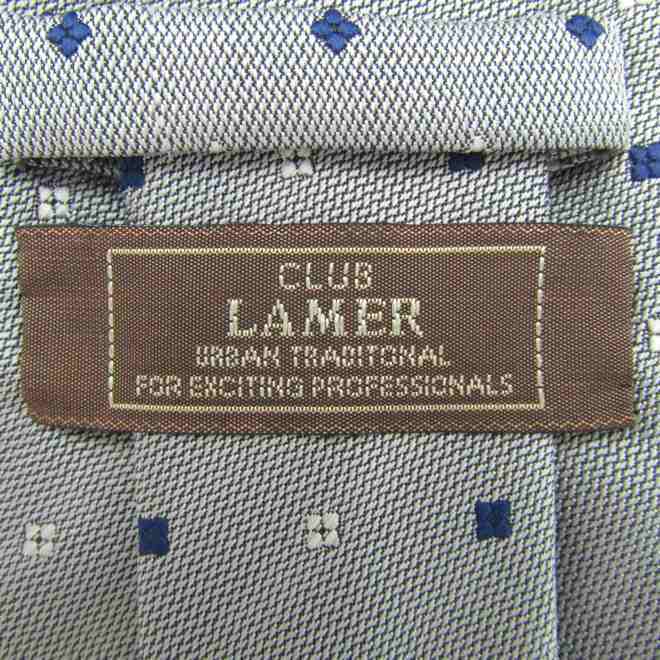 CLUB
LAMER
URBAN TRADITONAL
FOR EXCITING PROFESSIONALS